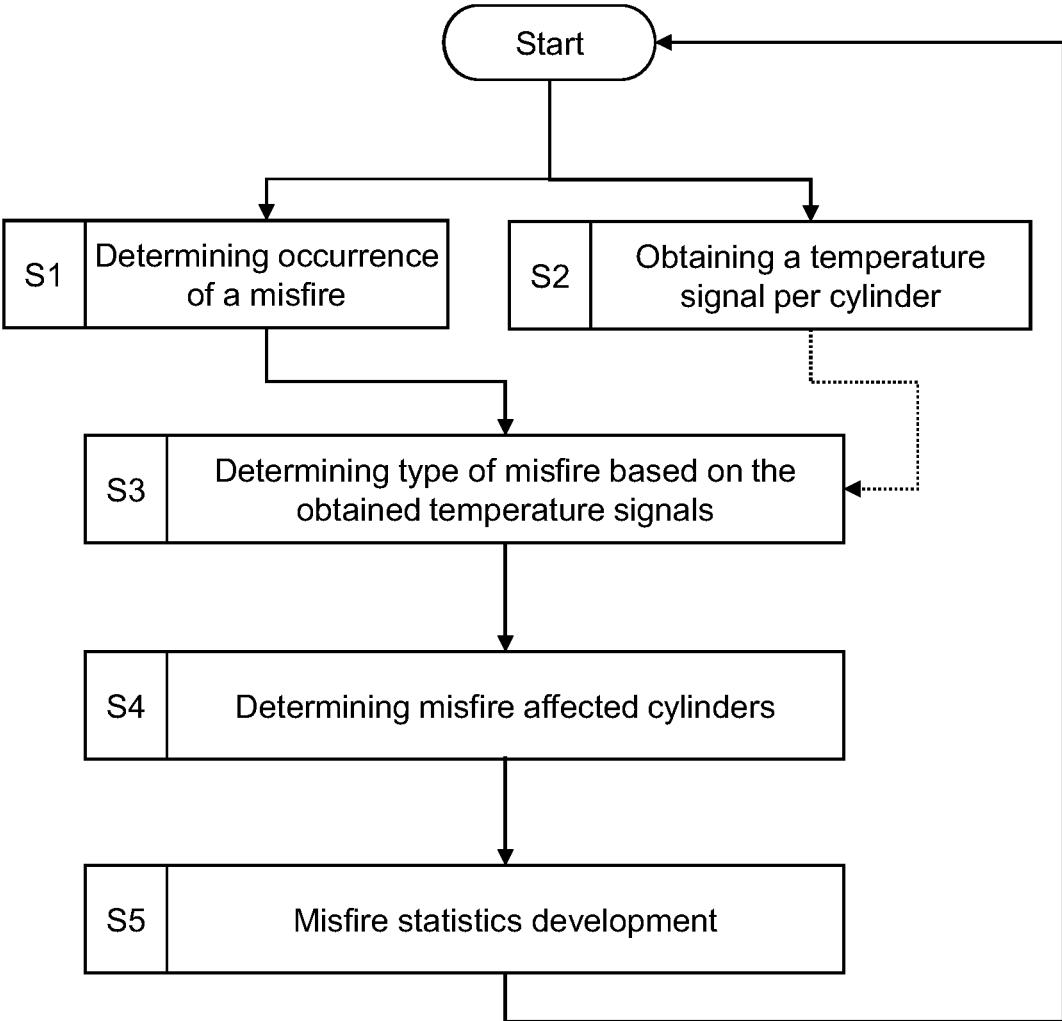 Start
S1
Determining occurrence
of a misfire
S2
Obtaining a temperature
signal per cylinder
S3
Determining type of misfire based on the
obtained temperature signals
S4
Determining misfire affected cylinders
S5
Misfire statistics development